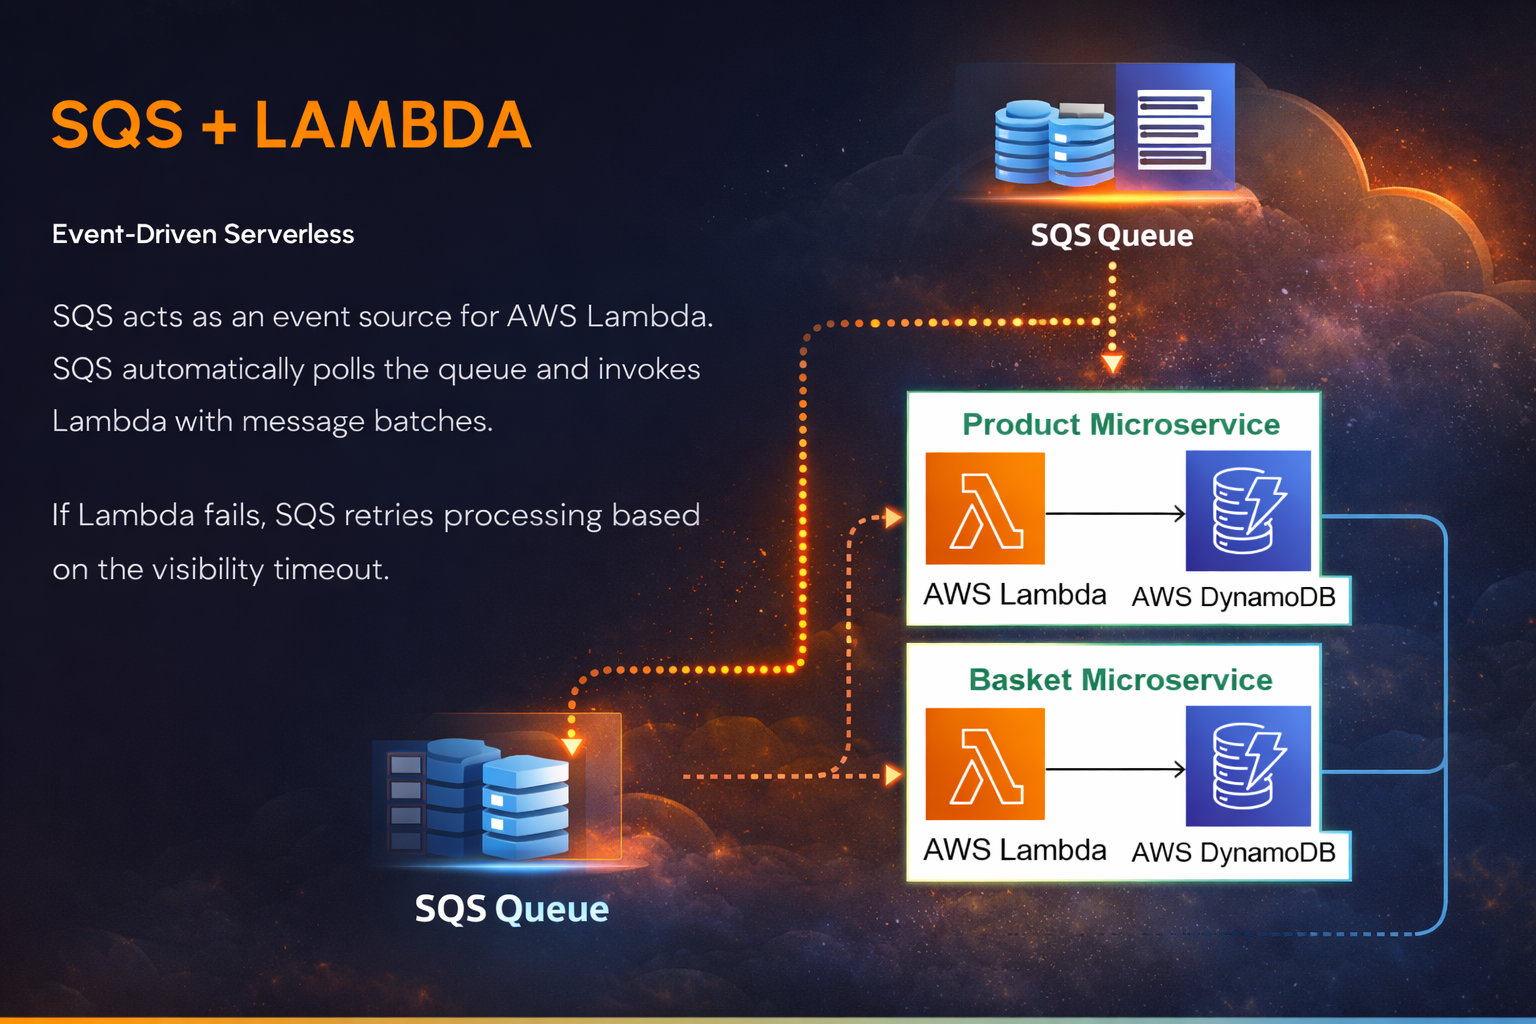 SQS + LAMBDA
Event-Driven Serverless
SQS acts as an event source for AWS Lambda.
SQS automatically polls the queue and invokes
Lambda with message batches.
If Lambda fails, SQS retries processing based
on the visibility timeout.
SQS Queue
Product Microservice
AWS Lambda
AWS DynamoDB
Basket Microservice
AWS Lambda
AWS DynamoDB
SQS Queue